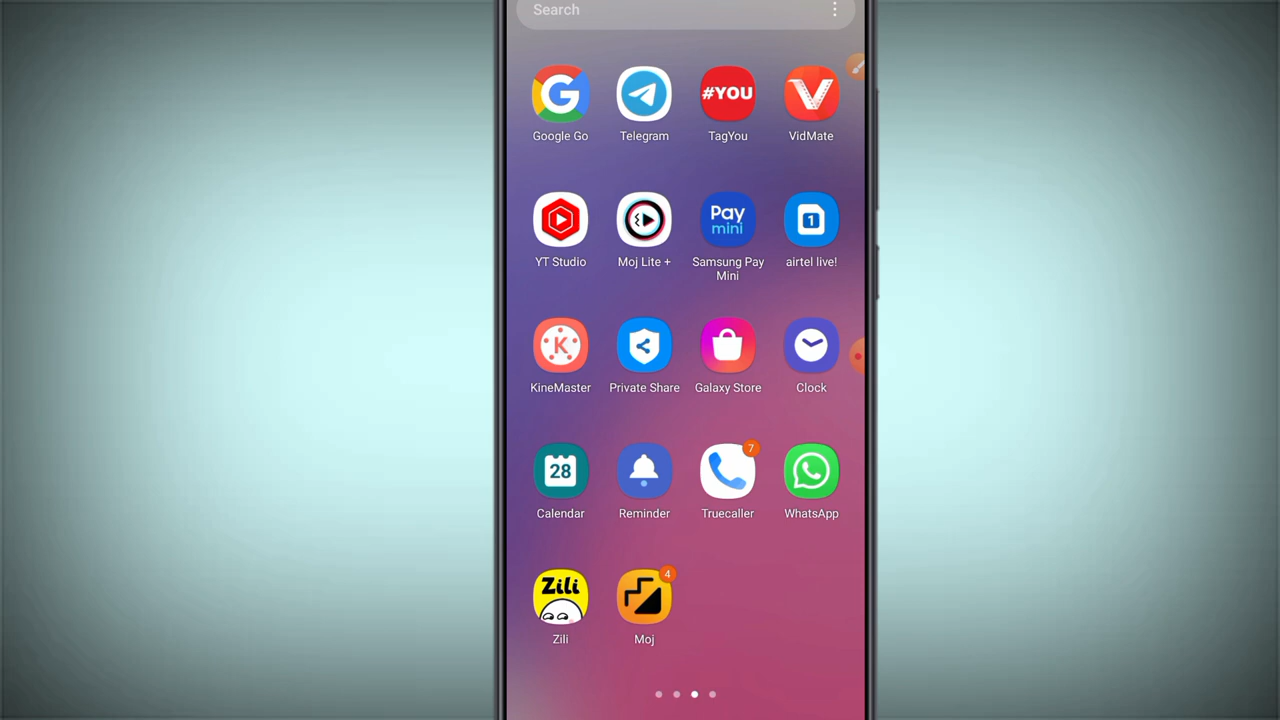 Search
#YOU
Google Go
Telegram
TagYou
VidMate
Pay
mini
1
YT Studio
Moj Lite +
Samsung Pay
Mini
airtel live!
K
KineMaster
Private Share
Galaxy Store
Clock
28
7
Calendar
Reminder
Truecaller
WhatsApp
Zili
4
Zili
Moj